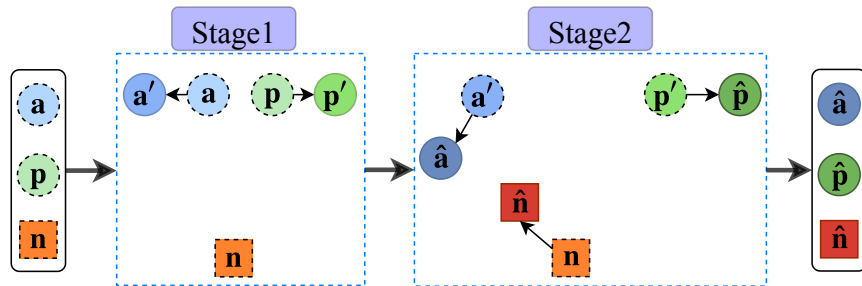 Stage1
Stage2
a
p
n
a′ a p p′
n
a′ p′ p̂
â
n̂
n
â
p̂
n̂